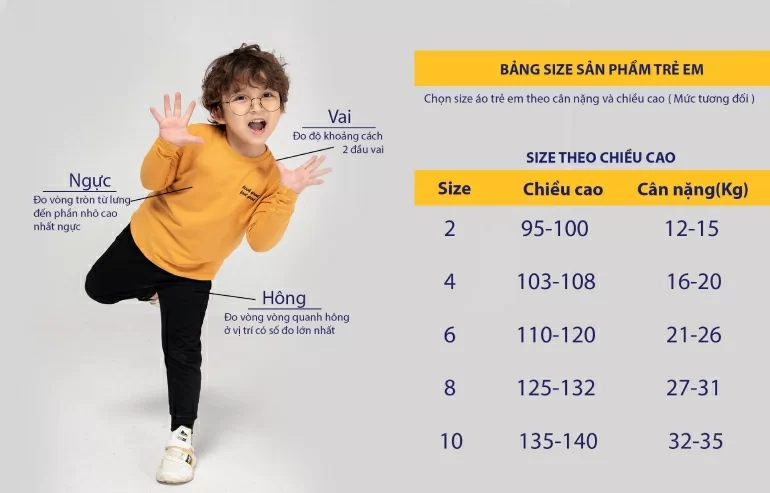 Vai
Đo độ khoảng cách
2 đầu vai
Ngực
Đo vòng tròn từ lưng
đến phần nhô cao
nhất ngực
Hông
Đo vòng vòng quanh hông
ở vị trí có số đo lớn nhất
BẢNG SIZE SẢN PHẨM TRẺ EM
Chọn size áo trẻ em theo cân nặng và chiều cao ( Mức tương đối )
SIZE THEO CHIỀU CAO
Size Chiều cao Cân nặng(Kg)
2 95-100 12-15
4 103-108 16-20
6 110-120 21-26
8 125-132 27-31
10 135-140 32-35